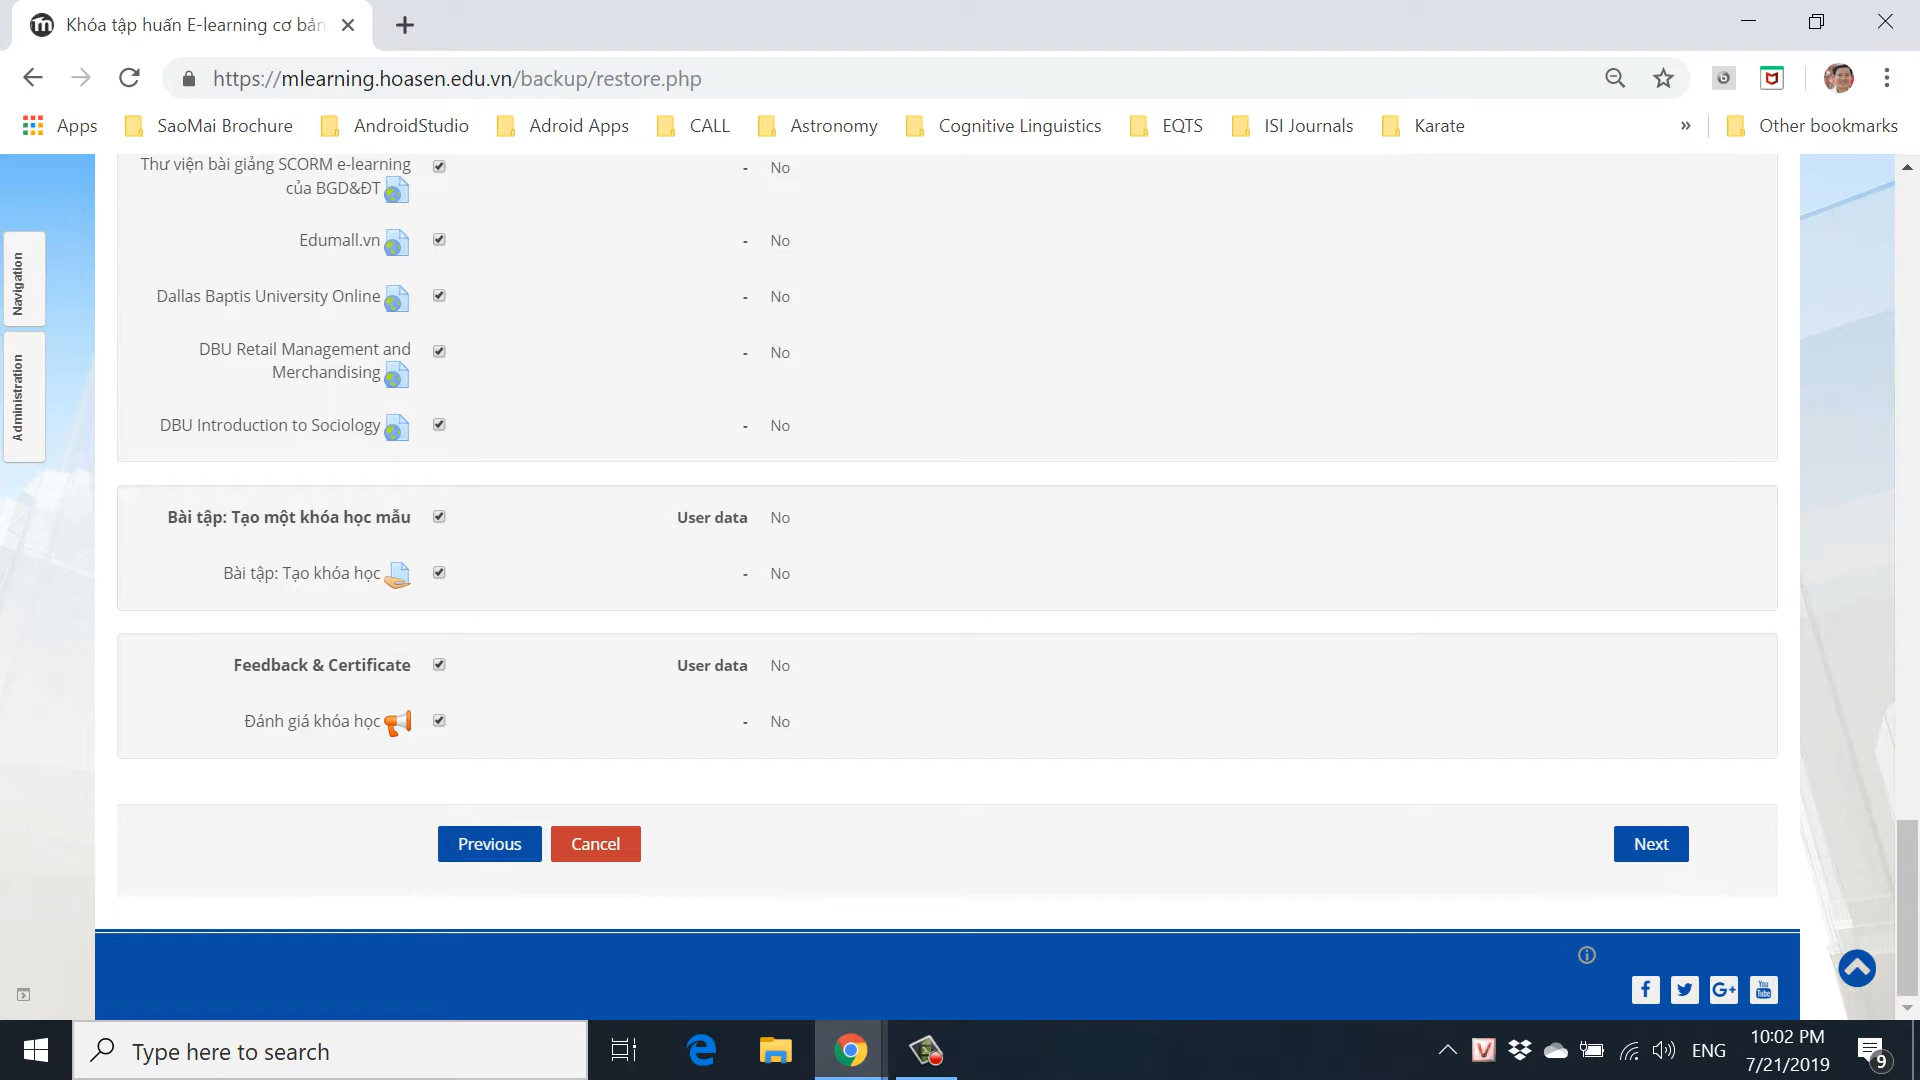 Khóa tập huấn E-learning cơ bản
https://mlearning.hoasen.edu.vn/backup/restore.php
Apps
SaoMai Brochure
AndroidStudio
Adroid Apps
CALL
Astronomy
Cognitive Linguistics
EQTS
ISI Journals
Karate
»
Other bookmarks
Navigation
Administration
Thư viện bài giảng SCORM e-learning
của BGD&ĐT
- No
Edumall.vn
- No
Dallas Baptis University Online
- No
DBU Retail Management and
Merchandising
- No
DBU Introduction to Sociology
- No
Bài tập: Tạo một khóa học mẫu
User data No
Bài tập: Tạo khóa học
- No
Feedback & Certificate
User data No
Đánh giá khóa học
- No
Previous
Cancel
Next
You
Tube
G+
Type here to search
ENG
10:02 PM
7/21/2019
9